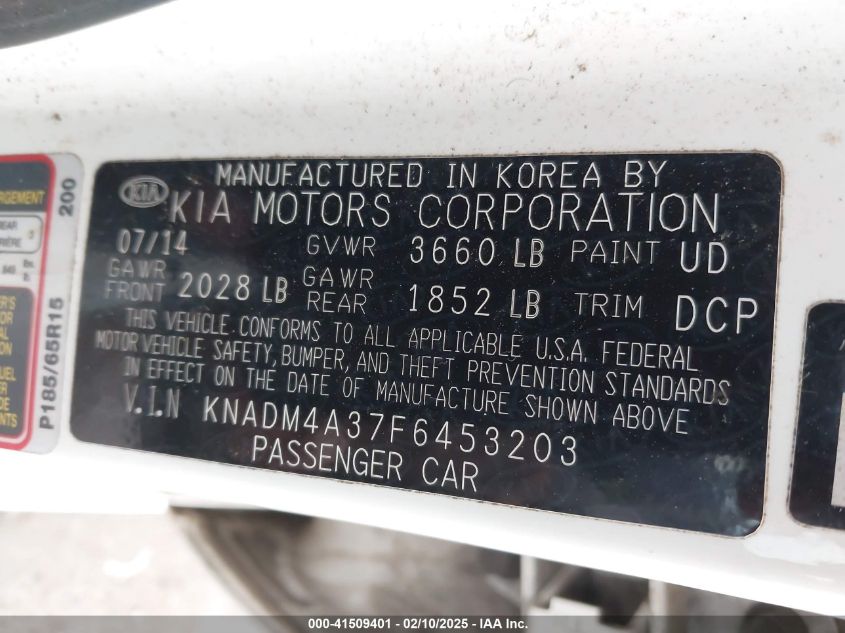 MANUFACTURED IN KOREA BY
KIA KIA MOTORS CORPORATION
07/14 GVWR 3660 LB PAINT UD
GAWR FRONT 2028 LB GAWR REAR 1852 LB TRIM DCP
THIS VEHICLE CONFORMS TO ALL APPLICABLE U.S.A. FEDERAL
MOTOR VEHICLE SAFETY, BUMPER, AND THEFT PREVENTION STANDARDS
IN EFFECT ON THE DATE OF MANUFACTURE SHOWN ABOVE
V.I.N KNADM4A37F6453203
PASSENGER CAR
200
P185/65R15
000-41509401 - 02/10/2025 - IAA Inc.